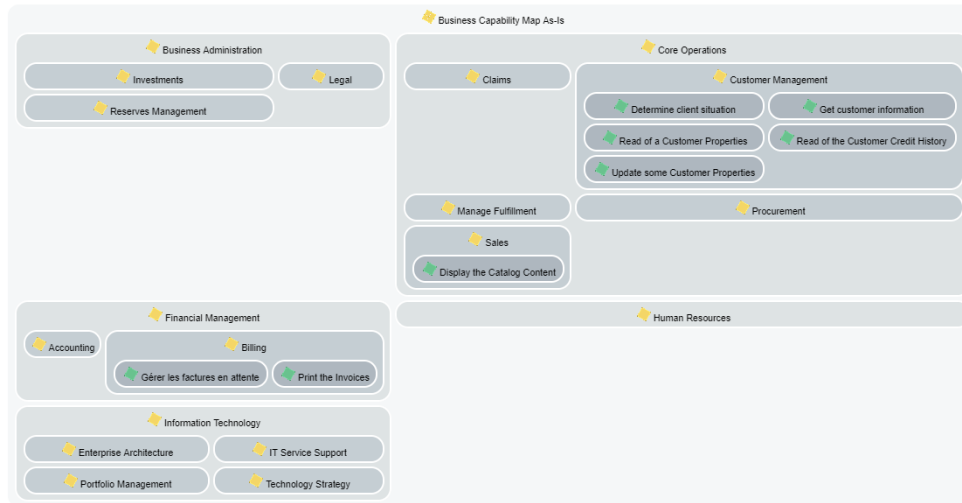 Business Capability Map As-Is
Business Administration
Investments
Legal
Reserves Management
Core Operations
Claims
Customer Management
Determine client situation
Get customer information
Read of a Customer Properties
Read of the Customer Credit History
Update some Customer Properties
Manage Fulfillment
Procurement
Sales
Display the Catalog Content
Financial Management
Accounting
Billing
Gérer les factures en attente
Print the Invoices
Human Resources
Information Technology
Enterprise Architecture
IT Service Support
Portfolio Management
Technology Strategy